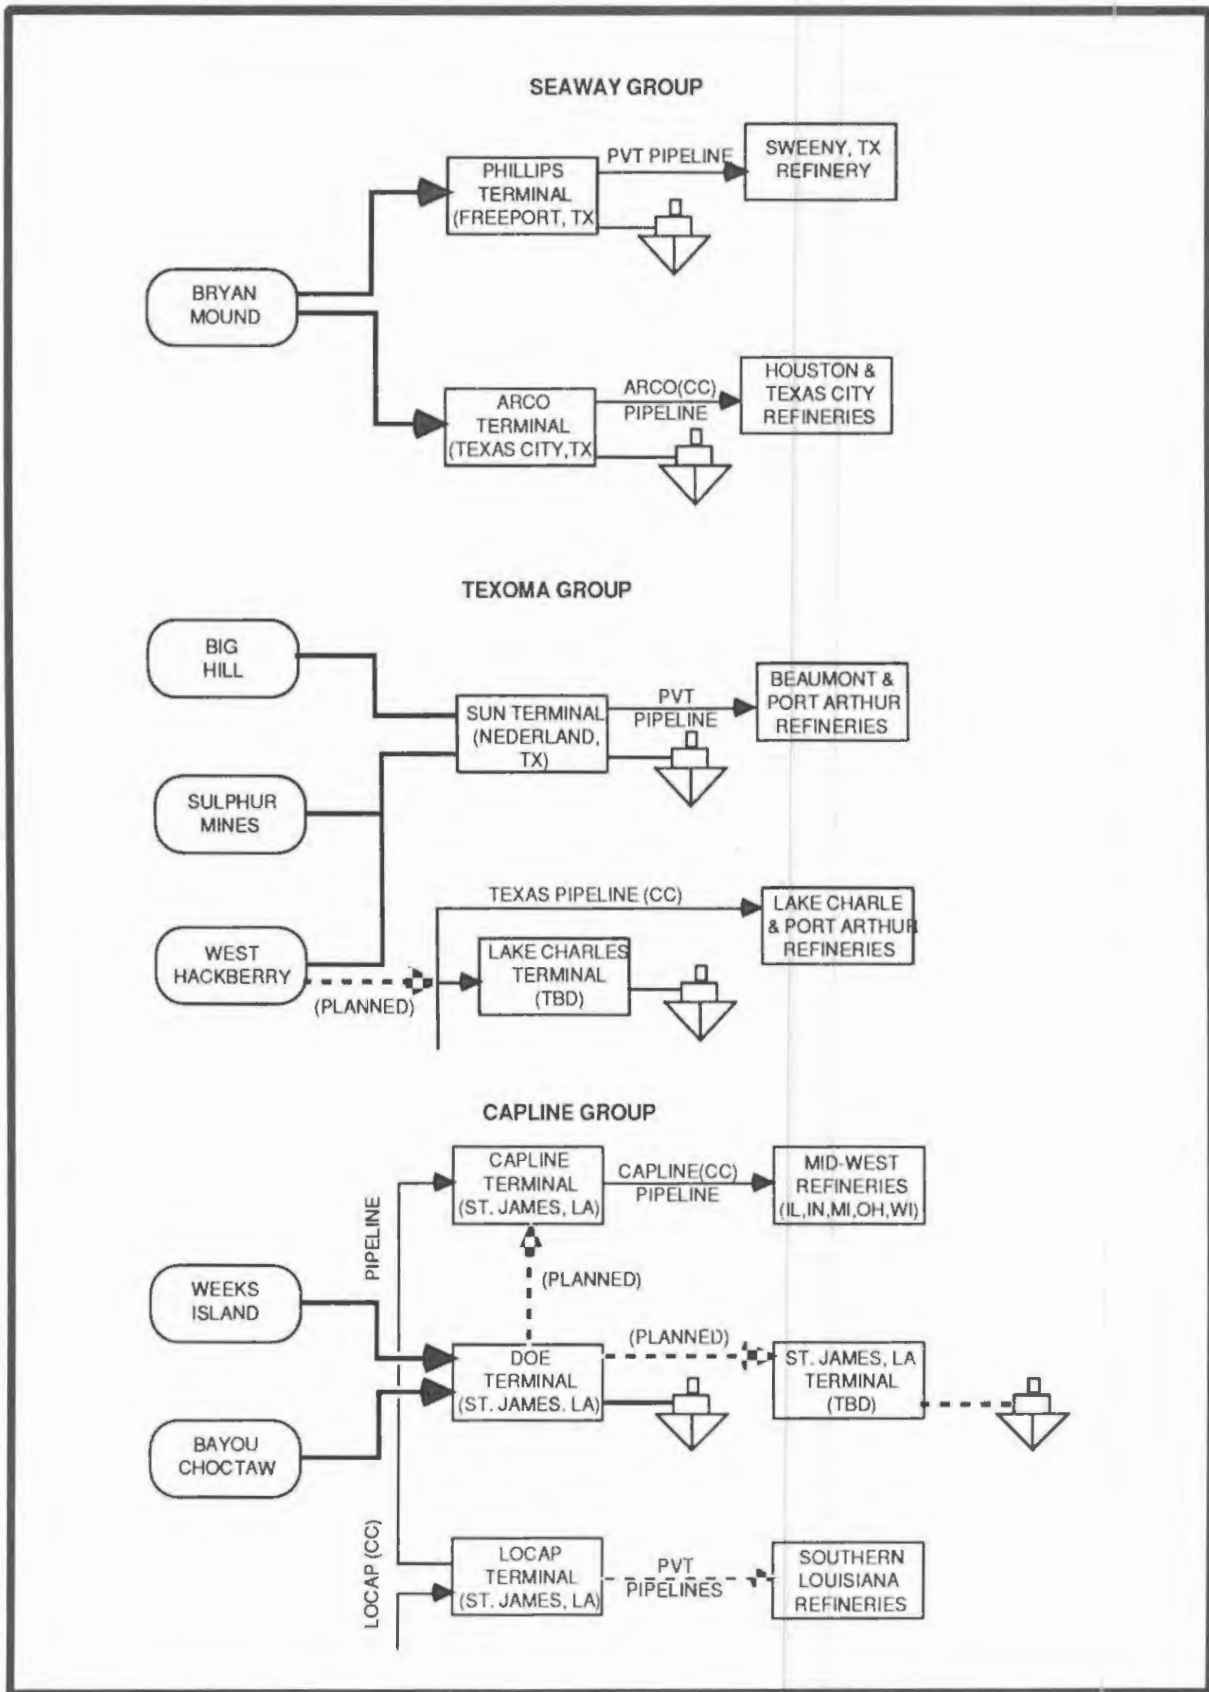 SEAWAY GROUP
PHILLIPS
TERMINAL
(FREEPORT, TX
PVT PIPELINE
SWEENY, TX
REFINERY
BRYAN
MOUND
ARCO
TERMINAL
(TEXAS CITY,TX
ARCO(CC)
PIPELINE
HOUSTON &
TEXAS CITY
REFINERIES
TEXOMA GROUP
BIG
HILL
SUN TERMINAL
(NEDERLAND,
TX)
PVT
PIPELINE
BEAUMONT &
PORT ARTHUR
REFINERIES
SULPHUR
MINES
WEST
HACKBERRY
(PLANNED)
TEXAS PIPELINE (CC)
LAKE CHARLES
TERMINAL
(TBD)
LAKE CHARLE
& PORT ARTHUR
REFINERIES
CAPLINE GROUP
CAPLINE
TERMINAL
(ST. JAMES, LA)
CAPLINE(CC)
PIPELINE
MID-WEST
REFINERIES
(IL,IN,MI,OH,WI)
PIPELINE
(PLANNED)
WEEKS
ISLAND
DOE
TERMINAL
(ST. JAMES. LA)
(PLANNED)
ST. JAMES, LA
TERMINAL
(TBD)
BAYOU
CHOCTAW
LOCAP (CC)
LOCAP
TERMINAL
(ST. JAMES, LA)
PVT
PIPELINES
SOUTHERN
LOUISIANA
REFINERIES